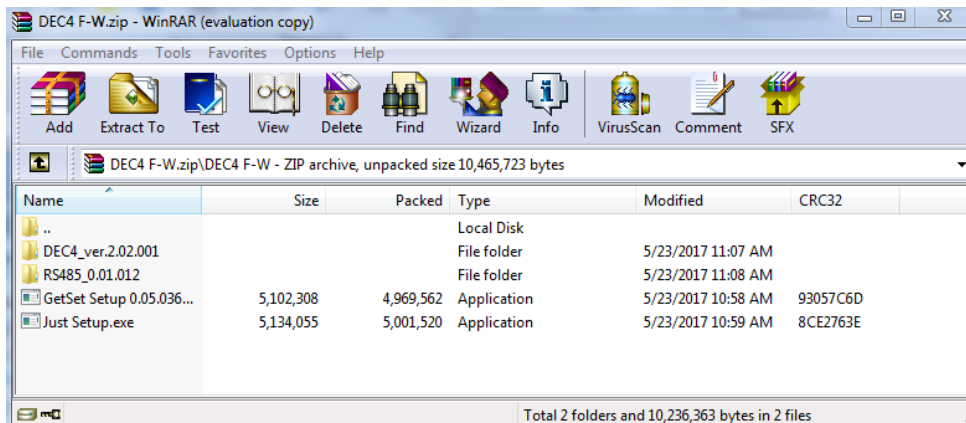 DEC4 F-W.zip - WinRAR (evaluation copy)
File Commands Tools Favorites Options Help
Add Extract To Test View Delete Find Wizard Info VirusScan Comment SFX
DEC4 F-W.zip\DEC4 F-W - ZIP archive, unpacked size 10,465,723 bytes
Name Size Packed Type Modified CRC32
.. Local Disk
DEC4_ver.2.02.001 File folder 5/23/2017 11:07 AM
RS485_0.01.012 File folder 5/23/2017 11:08 AM
GetSet Setup 0.05.036... 5,102,308 4,969,562 Application 5/23/2017 10:58 AM 93057C6D
Just Setup.exe 5,134,055 5,001,520 Application 5/23/2017 10:59 AM 8CE2763E
Total 2 folders and 10,236,363 bytes in 2 files